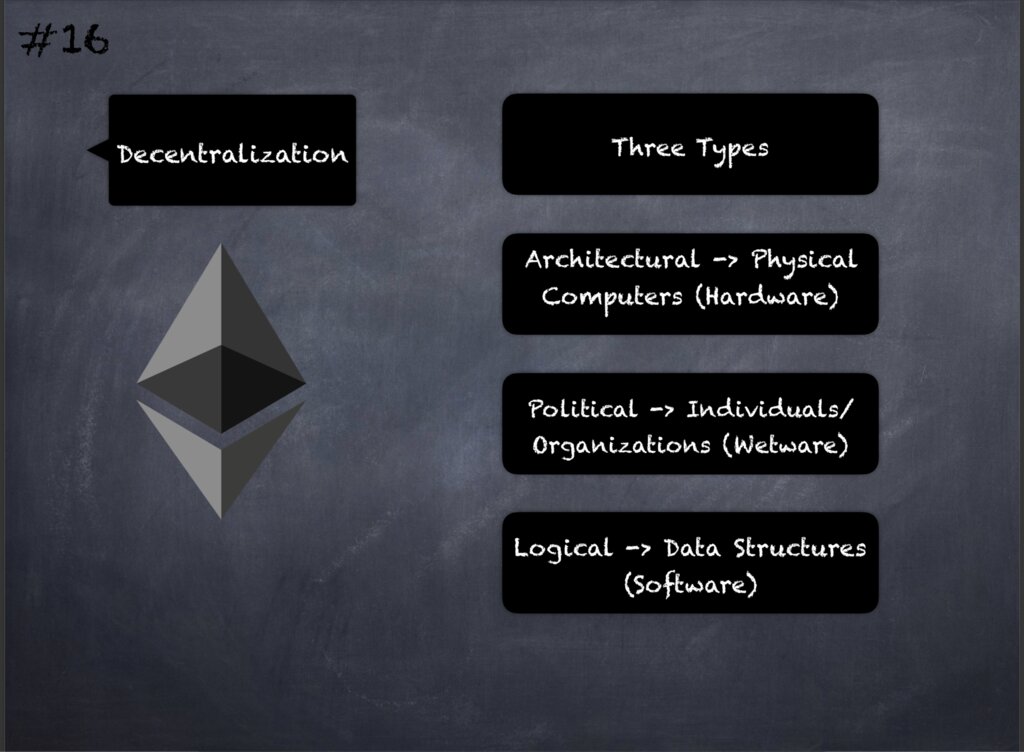 #16
Decentralization
Three Types
Architectural -> Physical
Computers (Hardware)
Political -> Individuals/
Organizations (Wetware)
Logical -> Data Structures
(Software)